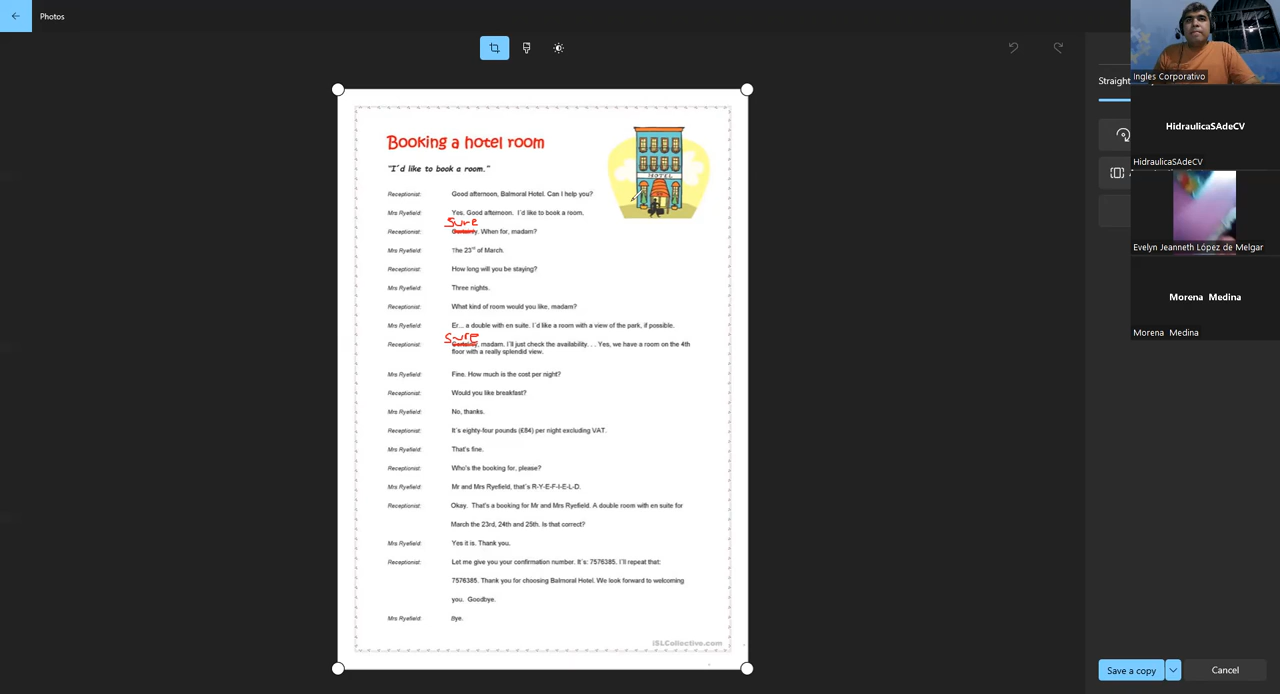 Photos
Straight
Ingles Corporativo
HidraulicaSAdeCV
HidraulicaSAdeCV
Evelyn Jeanneth López de Melgar
Morena Medina
Morena Medina
Booking a hotel room
"I´d like to book a room."
HOTEL
Receptionist: Good afternoon, Balmoral Hotel. Can I help you?
Mrs Ryefield: Yes. Good afternoon. I´d like to book a room,
Sure
Receptionist: Certainly. When for, madam?
Mrs Ryefield: The 23rd of March.
Receptionist: How long will you be staying?
Mrs Ryefield: Three nights.
Receptionist: What kind of room would you like, madam?
Mrs Ryefield: Er... a double with en suite. I´d like a room with a view of the park, if possible.
Sure
Receptionist: Certainly, madam. I´ll just check the availability. . . Yes, we have a room on the 4th
floor with a really splendid view.
Mrs Ryefield: Fine. How much is the cost per night?
Receptionist: Would you like breakfast?
Mrs Ryefield: No, thanks.
Receptionist: It´s eighty-four pounds (£84) per night excluding VAT.
Mrs Ryefield: That´s fine.
Receptionist: Who's the booking for, please?
Mrs Ryefield: Mr and Mrs Ryefield, that´s R-Y-E-F-I-E-L-D.
Receptionist: Okay. That´s a booking for Mr and Mrs Ryefield. A double room with en suite for
March the 23rd, 24th and 25th. Is that correct?
Mrs Ryefield: Yes it is. Thank you.
Receptionist: Let me give you your confirmation number. It´s: 7576385. I´ll repeat that:
7576385. Thank you for choosing Balmoral Hotel. We look forward to welcoming
you. Goodbye.
Mrs Ryefield: Bye.
iSLCollective.com
Save a copy
Cancel